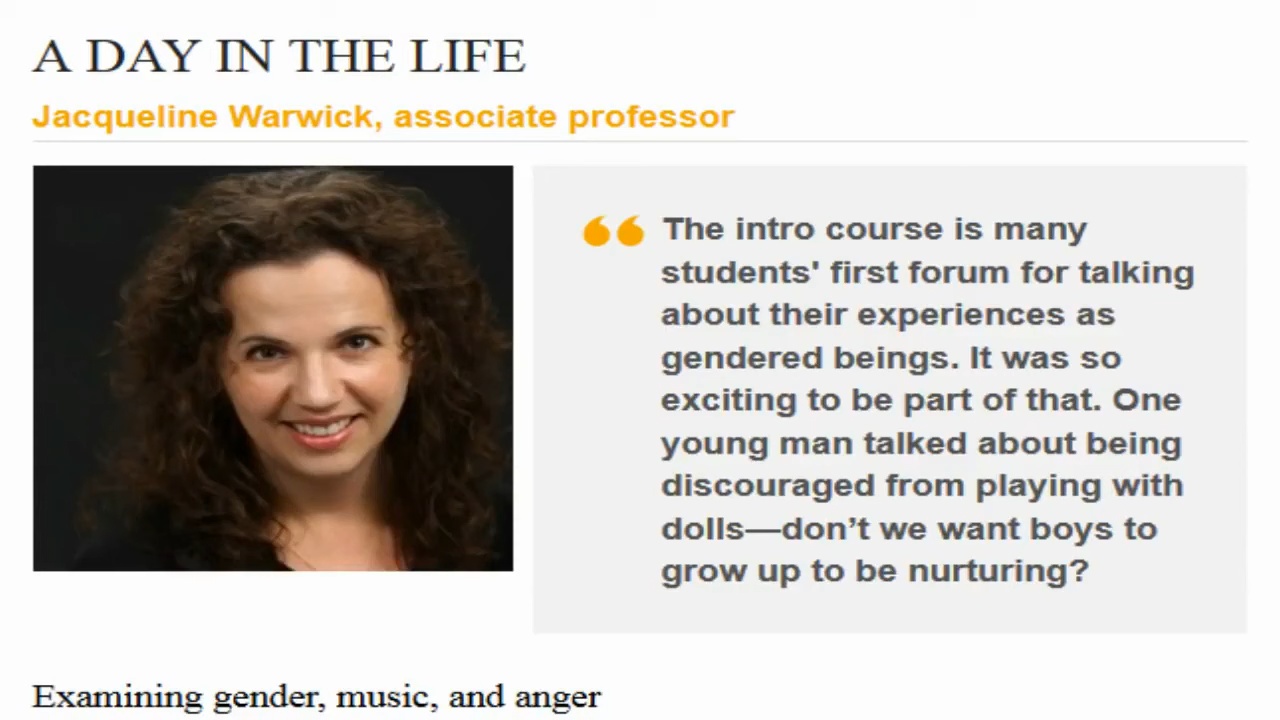 A DAY IN THE LIFE
Jacqueline Warwick, associate professor
“ The intro course is many
students' first forum for talking
about their experiences as
gendered beings. It was so
exciting to be part of that. One
young man talked about being
discouraged from playing with
dolls—don’t we want boys to
grow up to be nurturing?
Examining gender, music, and anger